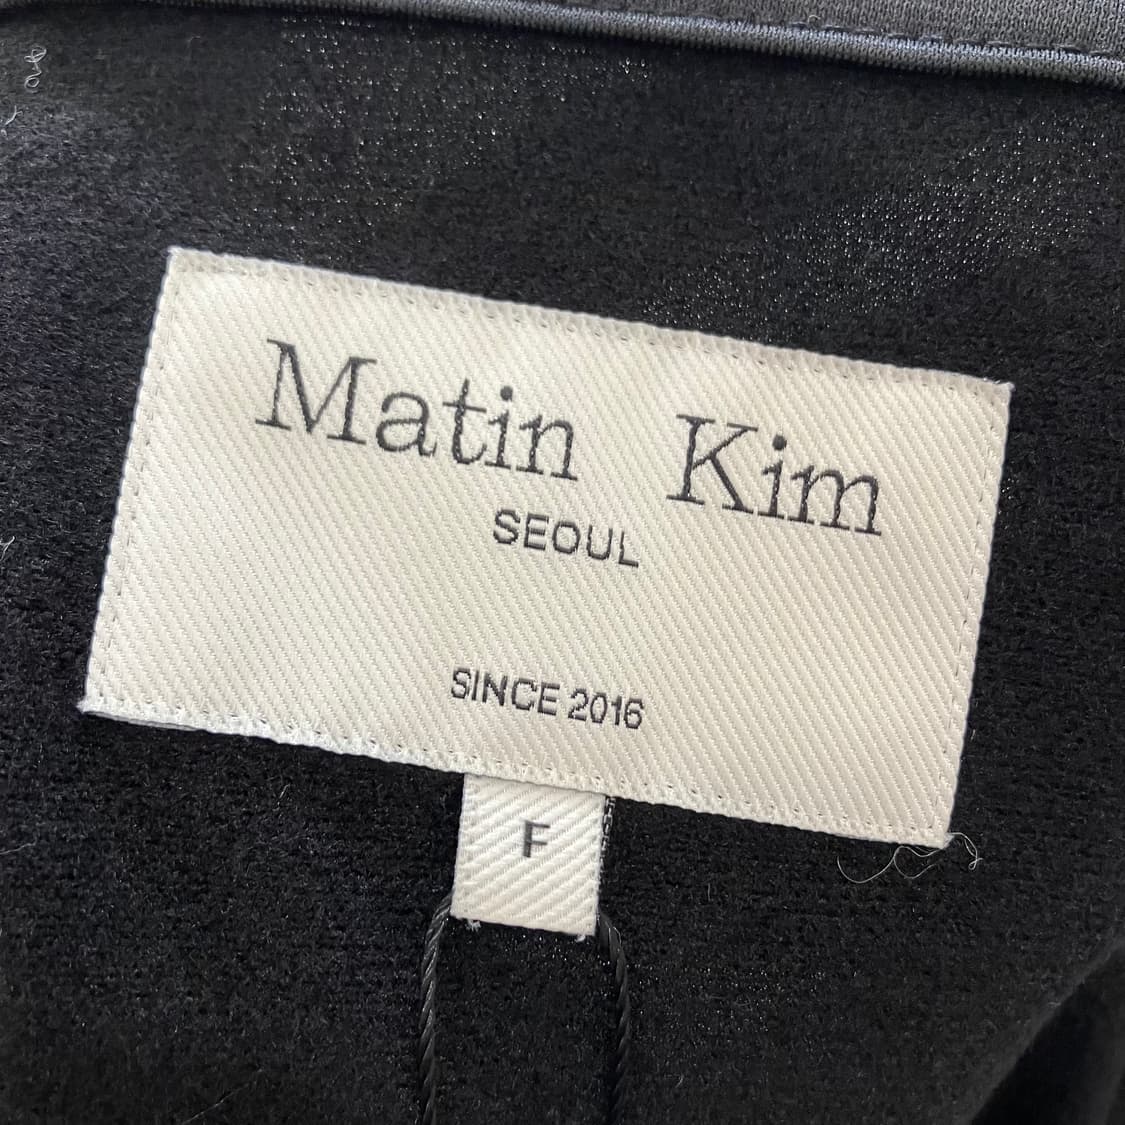 Matin Kim
SEOUL
SINCE 2016
F